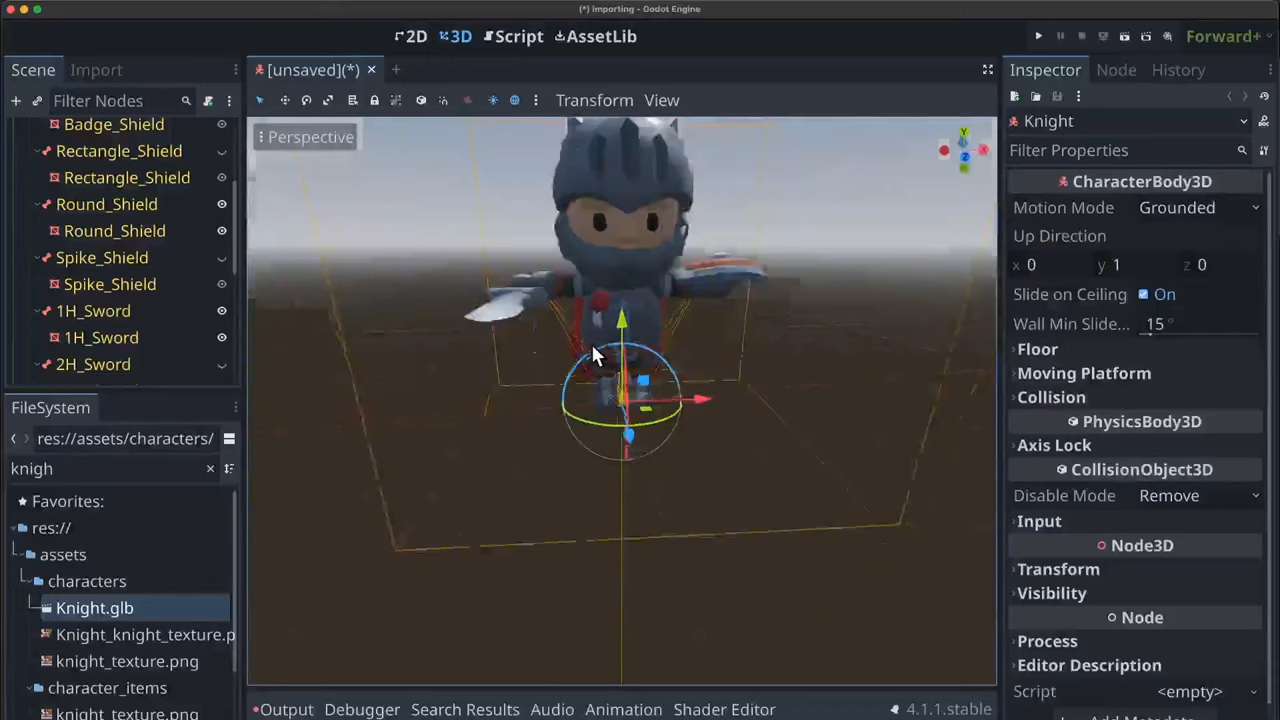 (*) Importing - Godot Engine
2D 3D Script AssetLib
Forward+
Scene Import
[unsaved](*)
Inspector Node History
Filter Nodes
Transform View
Perspective
Y
X
Z
Badge_Shield
Rectangle_Shield
Rectangle_Shield
Round_Shield
Round_Shield
Spike_Shield
Spike_Shield
1H_Sword
1H_Sword
2H_Sword
FileSystem
res://assets/characters/
knigh
Favorites:
res://
assets
characters
Knight.glb
Knight_knight_texture.p
knight_texture.png
character_items
knight_texture.png
Output Debugger Search Results Audio Animation Shader Editor
4.1.1.stable
Knight
Filter Properties
CharacterBody3D
Motion Mode Grounded
Up Direction
x 0 y 1 z 0
Slide on Ceiling On
Wall Min Slide... 15 °
Floor
Moving Platform
Collision
PhysicsBody3D
Axis Lock
CollisionObject3D
Disable Mode Remove
Input
Node3D
Transform
Visibility
Node
Process
Editor Description
Script <empty>
Add Metadata